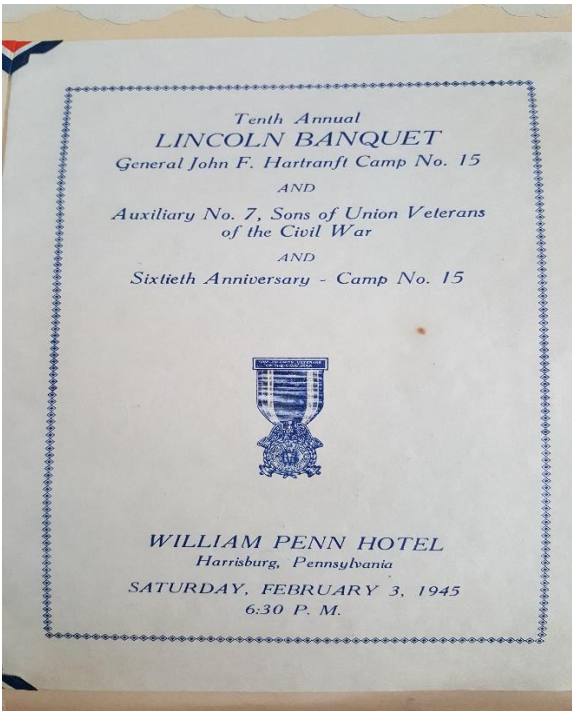 Tenth Annual
LINCOLN BANQUET
General John F. Hartranft Camp No. 15
AND
Auxiliary No. 7, Sons of Union Veterans
of the Civil War
AND
Sixtieth Anniversary - Camp No. 15
WILLIAM PENN HOTEL
Harrisburg, Pennsylvania
SATURDAY, FEBRUARY 3, 1945
6:30 P. M.